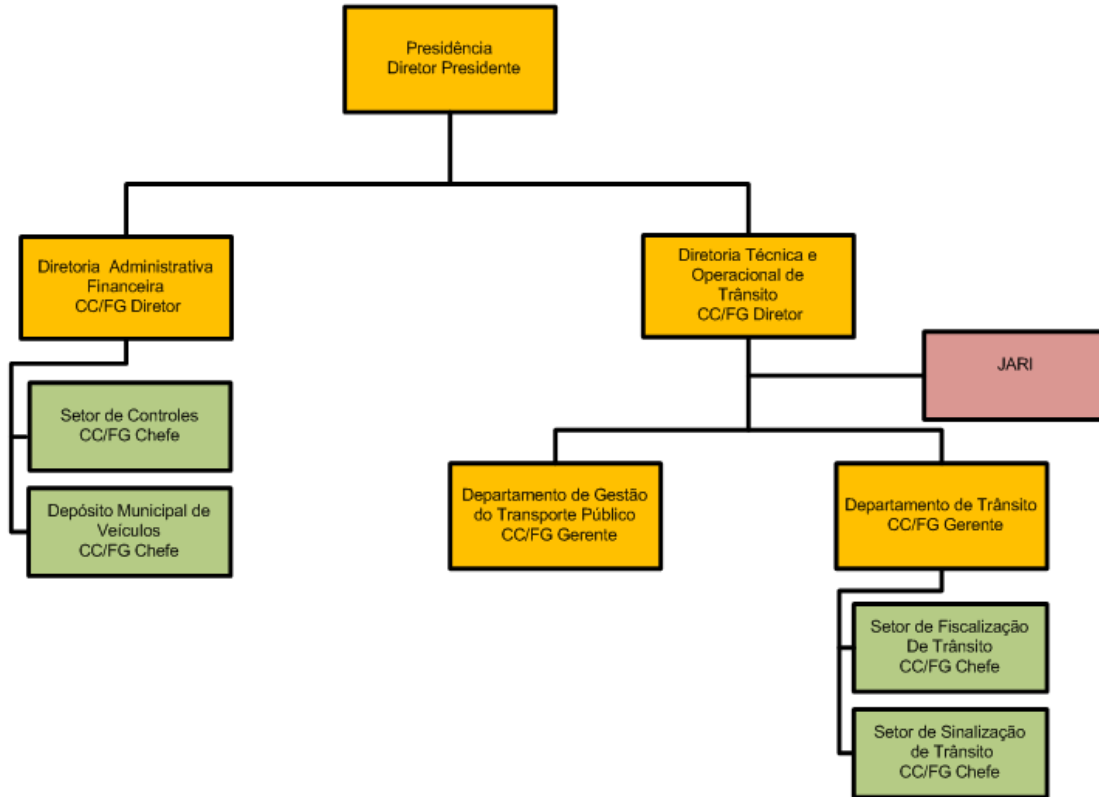 Presidência
Diretor Presidente
Diretoria Administrativa
Financeira
CC/FG Diretor
Diretoria Técnica e
Operacional de
Trânsito
CC/FG Diretor
JARI
Setor de Controles
CC/FG Chefe
Depósito Municipal de
Veículos
CC/FG Chefe
Departamento de Gestão
do Transporte Público
CC/FG Gerente
Departamento de Trânsito
CC/FG Gerente
Setor de Fiscalização
De Trânsito
CC/FG Chefe
Setor de Sinalização
de Trânsito
CC/FG Chefe